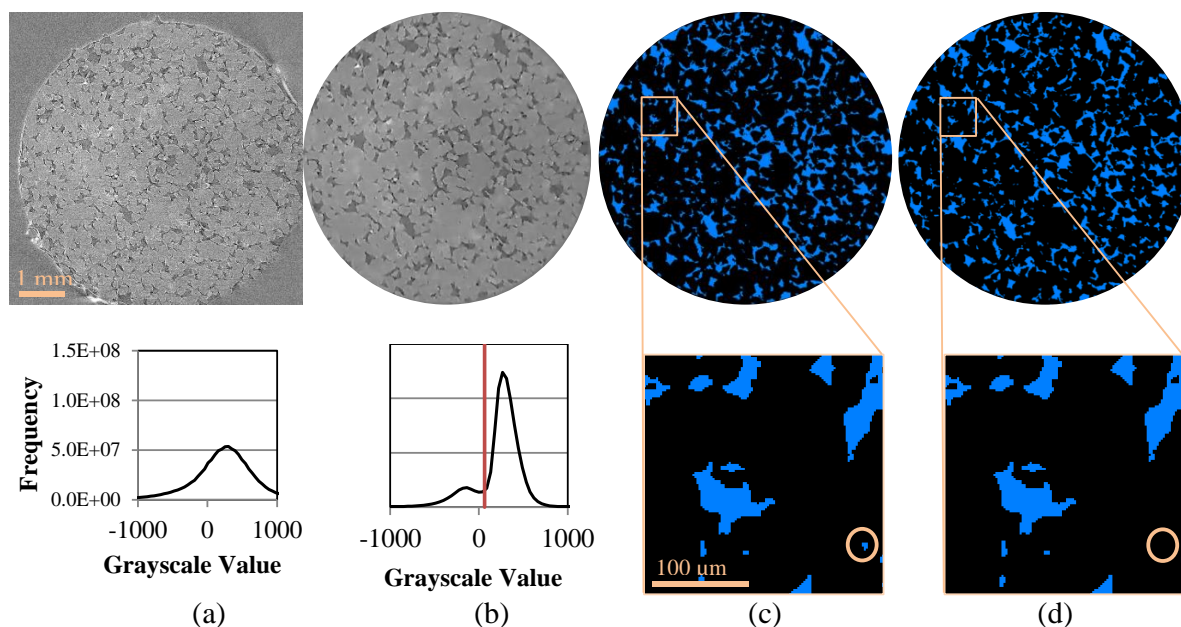 1 mm
1.5E+08
1.0E+08
5.0E+07
0.0E+00
Frequency
-1000 0 1000
Grayscale Value
-1000 0 1000
Grayscale Value
100 μm
(a) (b) (c) (d)